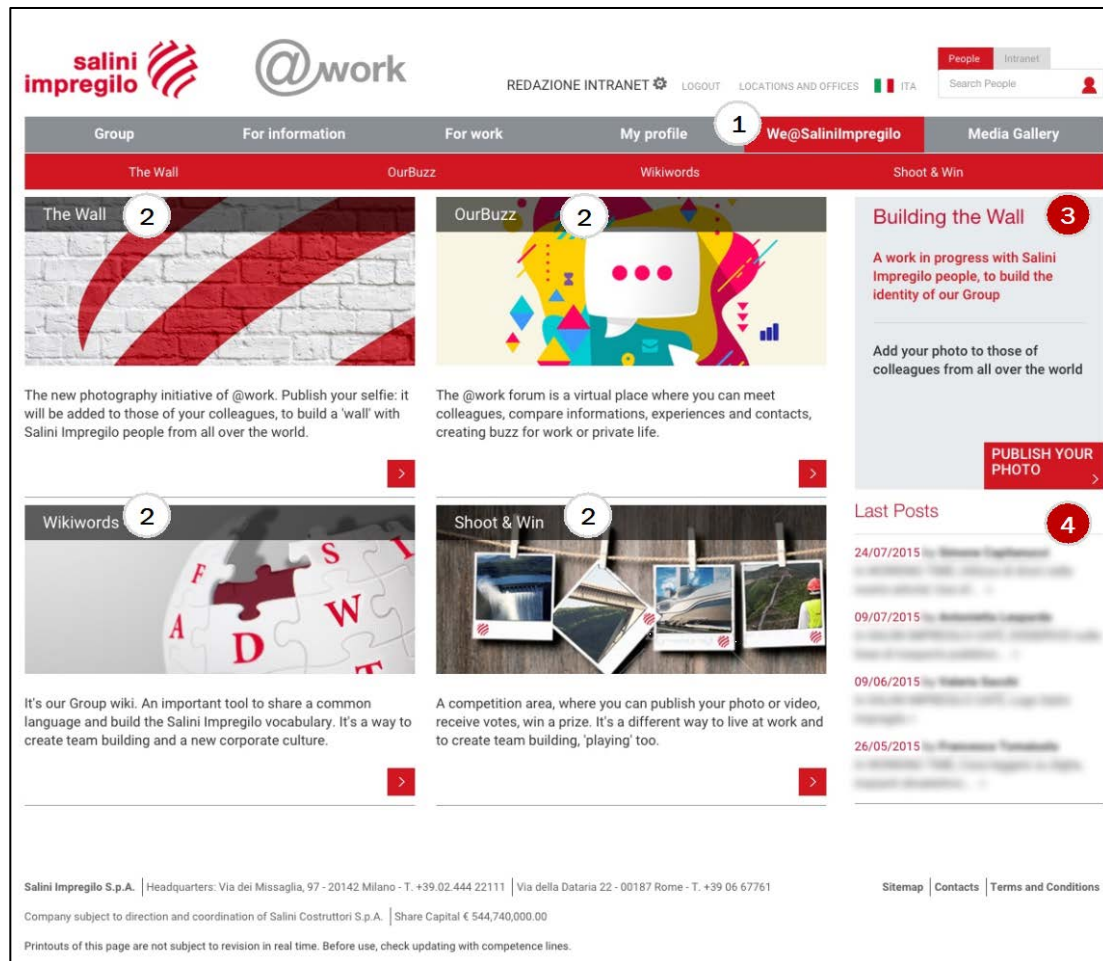 salini
impregilo
@work
REDAZIONE INTRANET LOGOUT LOCATIONS AND OFFICES ITA
People Intranet
Search People
Group For information For work My profile 1 We@SaliniImpregilo Media Gallery
The Wall OurBuzz Wikiwords Shoot & Win
The Wall 2
The new photography initiative of @work. Publish your selfie: it
will be added to those of your colleagues, to build a 'wall' with
Salini Impregilo people from all over the world.
>
OurBuzz 2
The @work forum is a virtual place where you can meet
colleagues, compare informations, experiences and contacts,
creating buzz for work or private life.
>
Building the Wall 3
A work in progress with Salini
Impregilo people, to build the
identity of our Group
Add your photo to those of
colleagues from all over the world
PUBLISH YOUR
PHOTO >
Wikiwords 2
F
S
I
A
D
W
T
It's our Group wiki. An important tool to share a common
language and build the Salini Impregilo vocabulary. It's a way to
create team building and a new corporate culture.
>
Shoot & Win 2
A competition area, where you can publish your photo or video,
receive votes, win a prize. It's a different way to live at work and
to create team building, 'playing' too.
>
Last Posts 4
24/07/2015
09/07/2015
09/06/2015
26/05/2015
Salini Impregilo S.p.A. | Headquarters: Via dei Missaglia, 97 - 20142 Milano - T. +39.02.444 22111 | Via della Dataria 22 - 00187 Rome - T. +39 06 67761
Sitemap | Contacts | Terms and Conditions
Company subject to direction and coordination of Salini Costruttori S.p.A. | Share Capital € 544,740,000.00
Printouts of this page are not subject to revision in real time. Before use, check updating with competence lines.